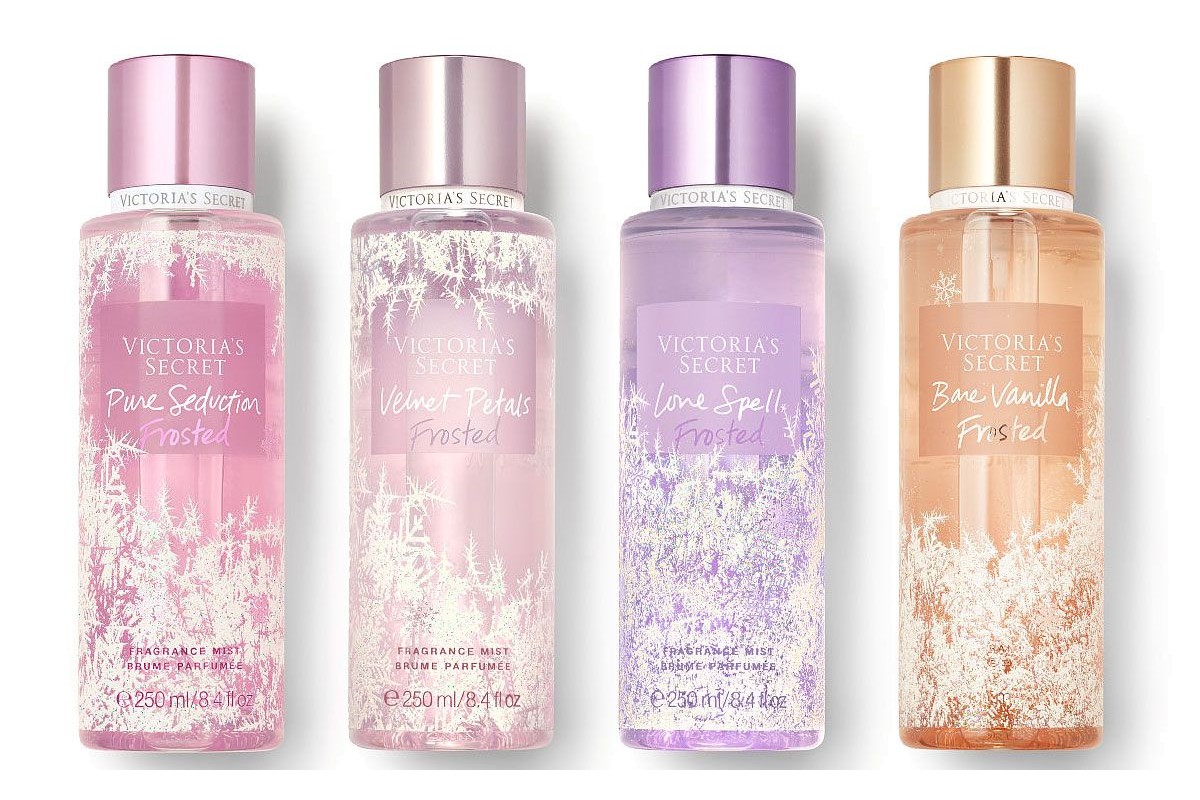 VICTORIA'S SECRET
VICTORIA'S
SECRET
Pure Seduction
Frosted
FRAGRANCE MIST
BRUME PARFUMÉE
℮250 ml/8.4 fl oz
VICTORIA'S SECRET
VICTORIA'S
SECRET
Velvet Petals
Frosted
FRAGRANCE MIST
BRUME PARFUMÉE
℮250 ml/8.4 fl oz
VICTORIA'S SECRET
VICTORIA'S
SECRET
Love Spell
Frosted
FRAGRANCE MIST
BRUME PARFUMÉE
℮250 ml/8.4 fl oz
SECRET
VICTORIA'S
SECRET
Bare Vanilla
Frosted